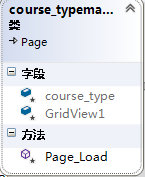 course_typema...
类
Page
字段
course_type
GridView1
方法
Page_Load